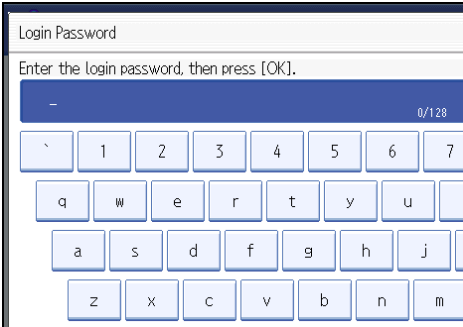 Login Password
Enter the login password, then press [OK].
_
0/128
` 1 2 3 4 5 6 7
q w e r t y u
a s d f g h j
z x c v b n m